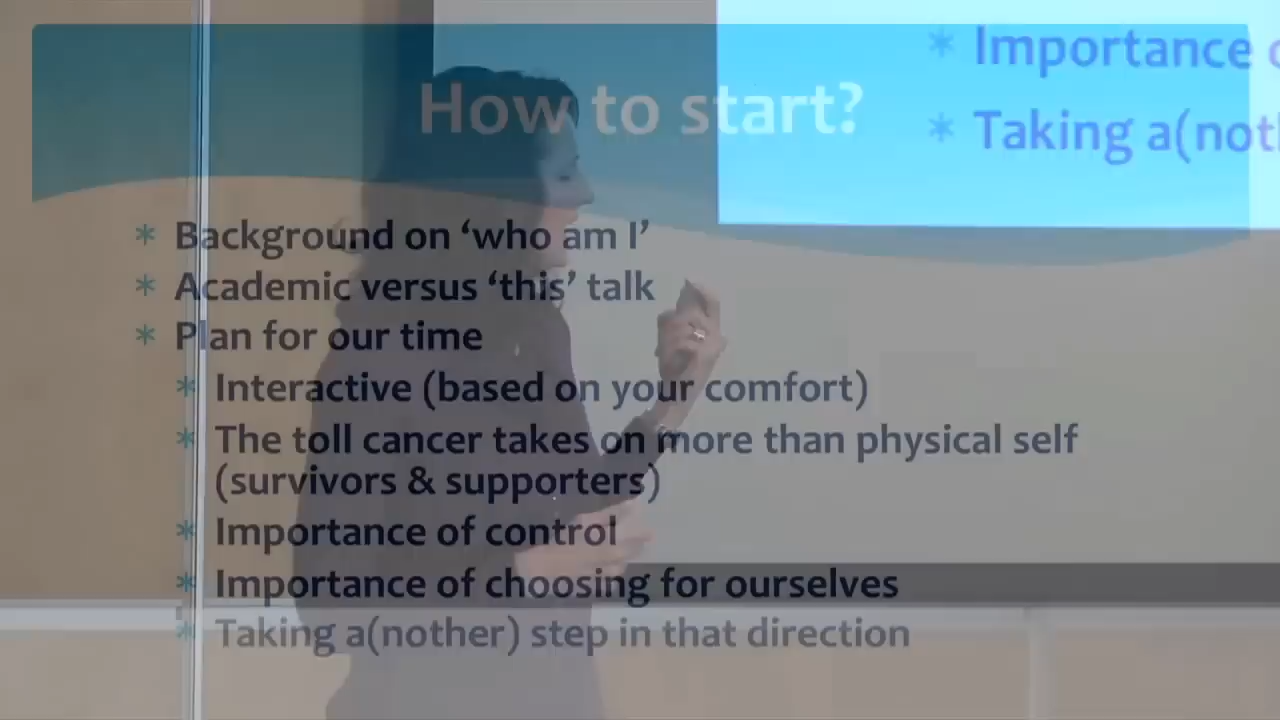 How to start?
* Importance
* Taking a(not
* Background on ‘who am I’
* Academic versus ‘this’ talk
* Plan for our time
* Interactive (based on your comfort)
* The toll cancer takes on more than physical self
(survivors & supporters)
* Importance of control
* Importance of choosing for ourselves
* Taking a(nother) step in that direction